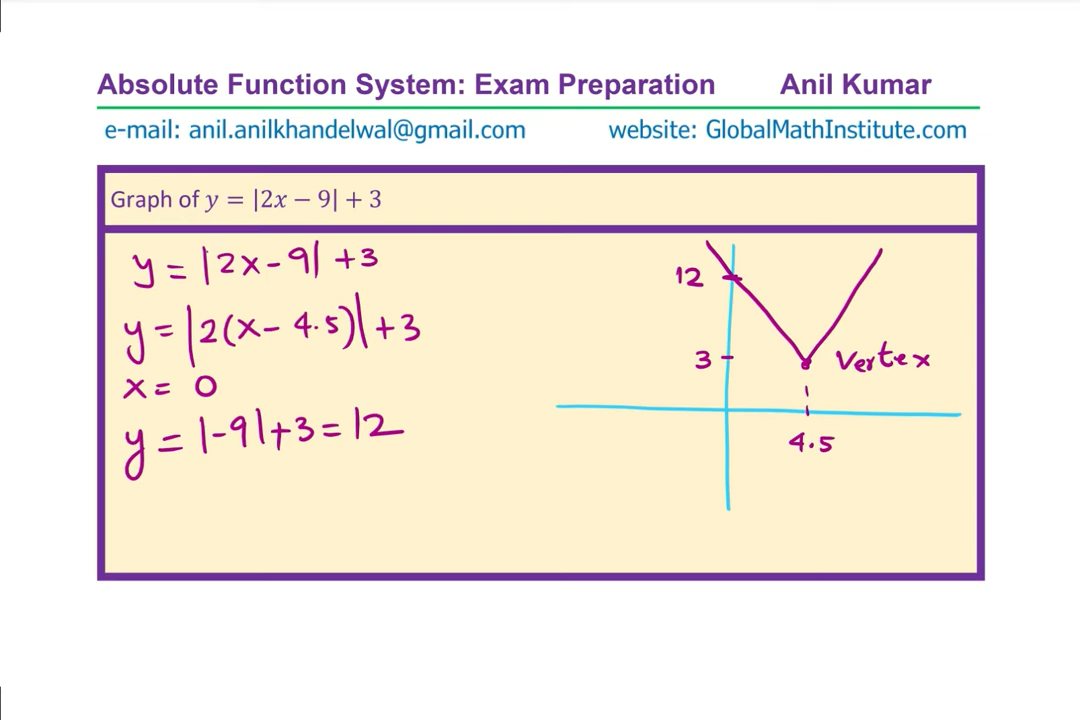 Absolute Function System: Exam Preparation Anil Kumar
e-mail: anil.anilkhandelwal@gmail.com website: GlobalMathInstitute.com
Graph of y = |2x − 9| + 3
y = |2x-9| +3
y = |2(x- 4.5)| +3
x = 0
y = |-9|+3 = 12
12
3
Vertex
4.5